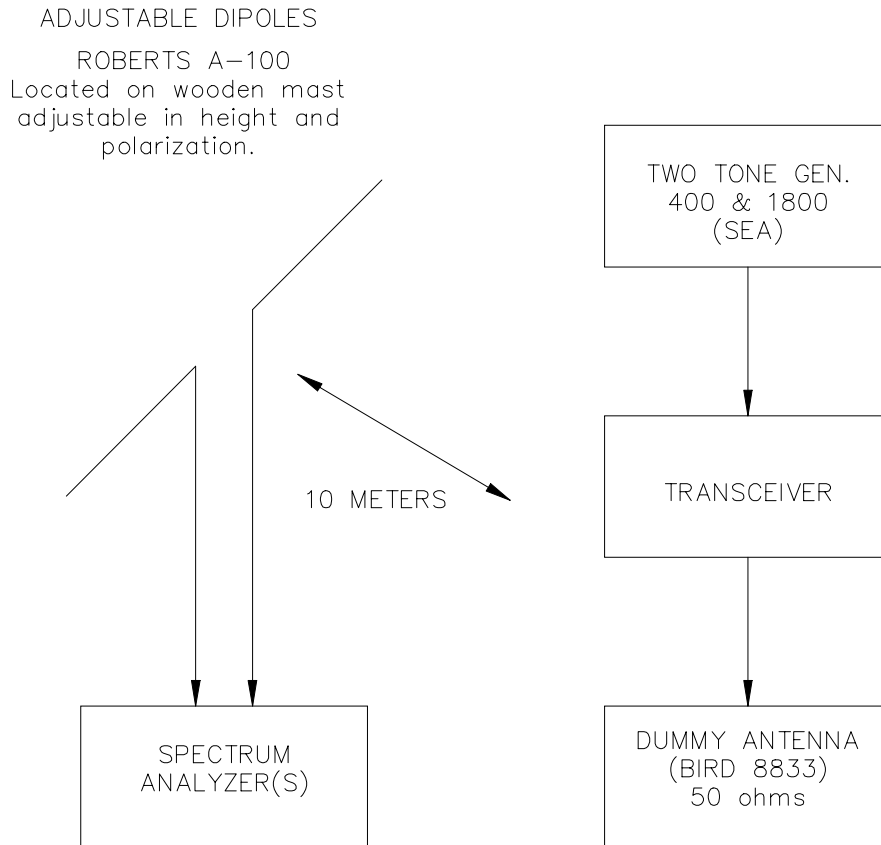 ADJUSTABLE DIPOLES
ROBERTS A-100
Located on wooden mast
adjustable in height and
polarization.
TWO TONE GEN.
400 & 1800
(SEA)
10 METERS
TRANSCEIVER
SPECTRUM
ANALYZER(S)
DUMMY ANTENNA
(BIRD 8833)
50 ohms